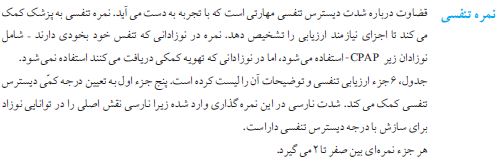 نمره تنفسی
قضاوت درباره شدت دیسترس تنفسی مهارتی است که با تجربه به دست می آید. نمره تنفسی به پزشک کمک
می کند تا اجزای نیازمند ارزیابی را تشخیص دهد. نمره در نوزادانی که تنفس خود بخودی دارند - شامل
نوزادان زیر CPAP- استفاده می‌شود، اما در نوزادانی که تهویه کمکی دریافت می‌کنند استفاده نمی‌شود.
جدول، ۶ جزء ارزیابی تنفسی و توضیحات آن را لیست کرده است. پنج جزء اول به تعیین درجه کمّی دیسترس
تنفسی کمک می کند. شدت نارسی در این نمره گذاری وارد شده زیرا نارسی نقش اصلی را در توانایی نوزاد
برای سازش با درجه دیسترس تنفسی داراست.
هر جزء نمره‌ای بین صفر تا ۲ می گیرد.